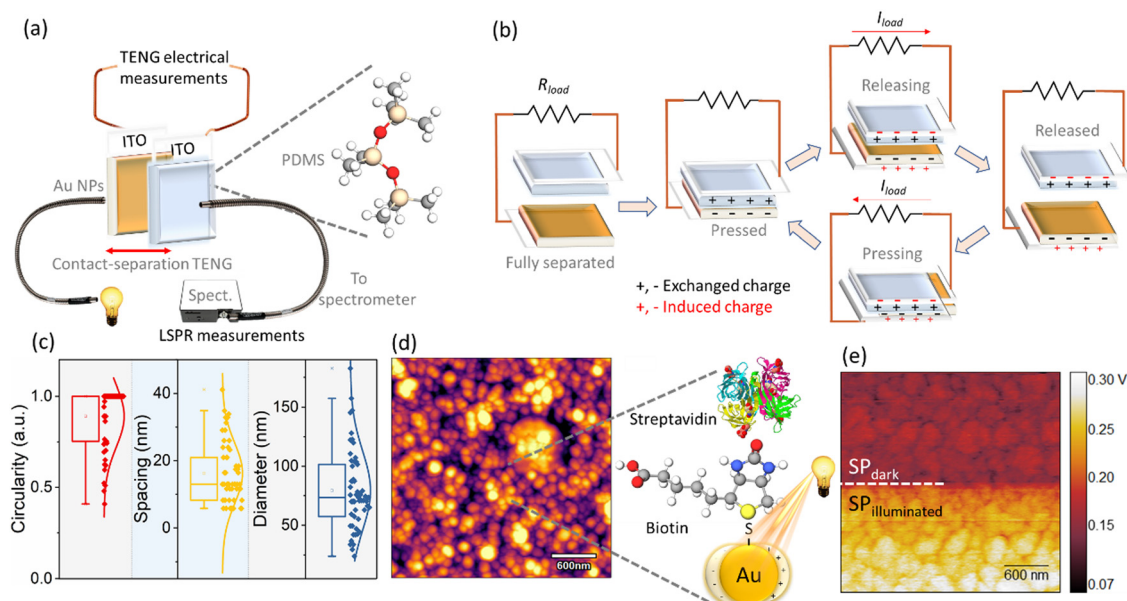 (a)
TENG electrical
measurements
ITO
ITO
PDMS
Au NPs
Contact-separation TENG
Spect.
To
spectrometer
LSPR measurements
(b)
R_load
Fully separated
Pressed
I_load
Releasing
+ + + +
- - - -
- - - -
+ + + +
- - - -
+ + + +
Released
- - - -
+ + + +
- - - -
+ + + +
I_load
Pressing
- - - -
+ + + +
- - - -
+ + + +
+, - Exchanged charge
+, - Induced charge
(c)
Circularity (a.u.)
1.0
0.5
0.0
Spacing (nm)
40
20
0
Diameter (nm)
150
100
50
(d)
600nm
Streptavidin
Biotin
S
Au
- - -
+ + + +
(e)
SP_dark
SP_illuminated
600 nm
0.30 V
0.25
0.20
0.15
0.07